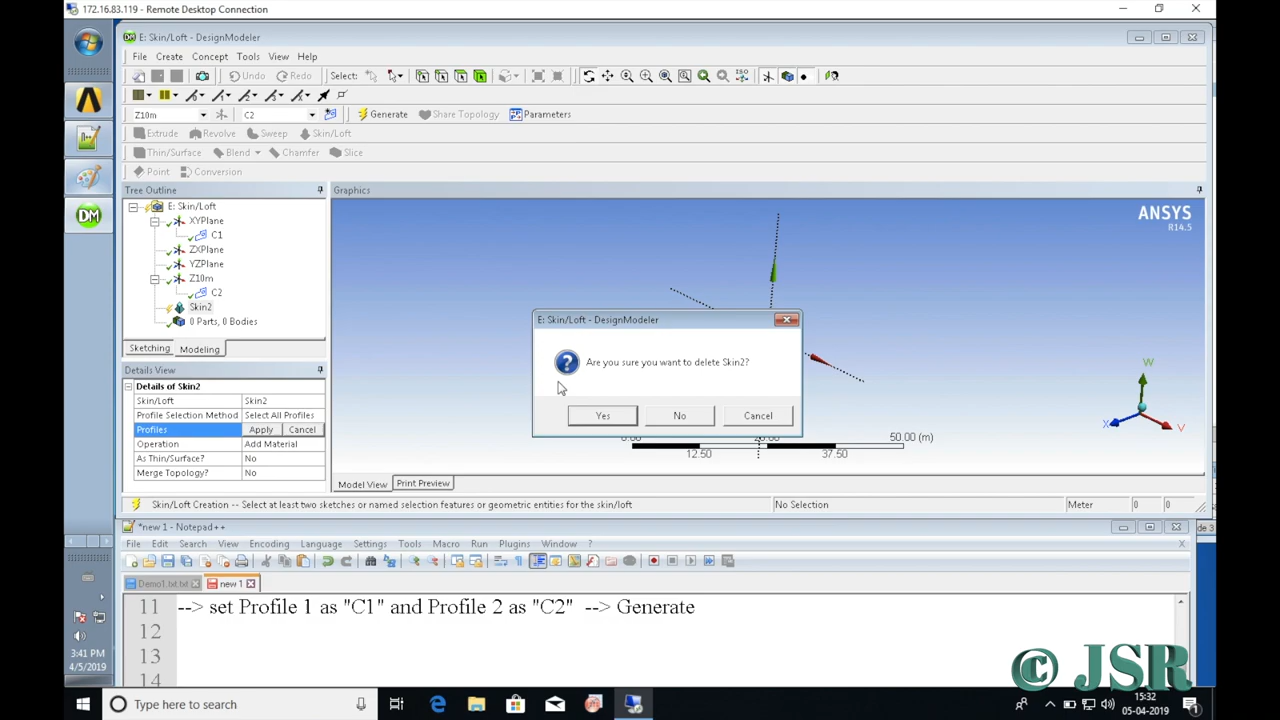 172.16.83.119 - Remote Desktop Connection
E: Skin/Loft - DesignModeler
File Create Concept Tools View Help
Undo Redo Select:
Z10m C2 Generate Share Topology Parameters
Extrude Revolve Sweep Skin/Loft
Thin/Surface Blend Chamfer Slice
Point Conversion
Tree Outline
E: Skin/Loft
XYPlane
C1
ZXPlane
YZPlane
Z10m
C2
Skin2
0 Parts, 0 Bodies
Sketching Modeling
Details View
Details of Skin2
Skin/Loft Skin2
Profile Selection Method Select All Profiles
Profiles Apply Cancel
Operation Add Material
As Thin/Surface? No
Merge Topology? No
Graphics
ANSYS
R14.5
E: Skin/Loft - DesignModeler
Are you sure you want to delete Skin2?
Yes No Cancel
50.00 (m)
12.50 37.50
W
X
V
Model View Print Preview
Skin/Loft Creation -- Select at least two sketches or named selection features or geometric entities for the skin/loft No Selection Meter 0 0
*new 1 - Notepad++
File Edit Search View Encoding Language Settings Tools Macro Run Plugins Window ? X
Demo1.txt.txt new 1
11 --> set Profile 1 as "C1" and Profile 2 as "C2" --> Generate
12
13
14
3:41 PM
4/5/2019
© JSR
Type here to search
15:32
05-04-2019